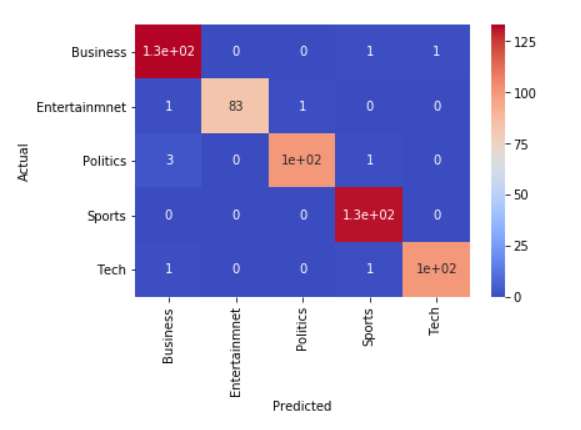 Business 1.3e+02 0 0 1 1
Entertainmnet 1 83 1 0 0
Politics 3 0 1e+02 1 0
Sports 0 0 0 1.3e+02 0
Tech 1 0 0 1 1e+02
Actual
Business Entertainmnet Politics Sports Tech
Predicted
125
100
75
50
25
0